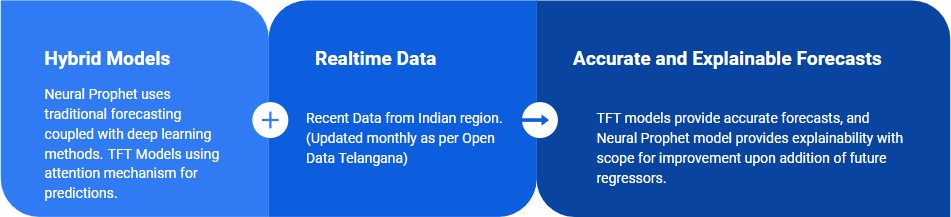 Hybrid Models
Neural Prophet uses
traditional forecasting
coupled with deep learning
methods. TFT Models using
attention mechanism for
predictions.
Realtime Data
Recent Data from Indian region.
(Updated monthly as per Open
Data Telangana)
Accurate and Explainable Forecasts
TFT models provide accurate forecasts, and
Neural Prophet model provides explainability with
scope for improvement upon addition of future
regressors.